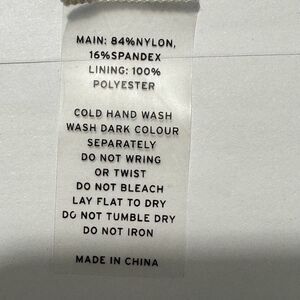 MAIN: 84%NYLON,
16%SPANDEX
LINING: 100%
POLYESTER
COLD HAND WASH
WASH DARK COLOUR
SEPARATELY
DO NOT WRING
OR TWIST
DO NOT BLEACH
LAY FLAT TO DRY
DO NOT TUMBLE DRY
DO NOT IRON
MADE IN CHINA